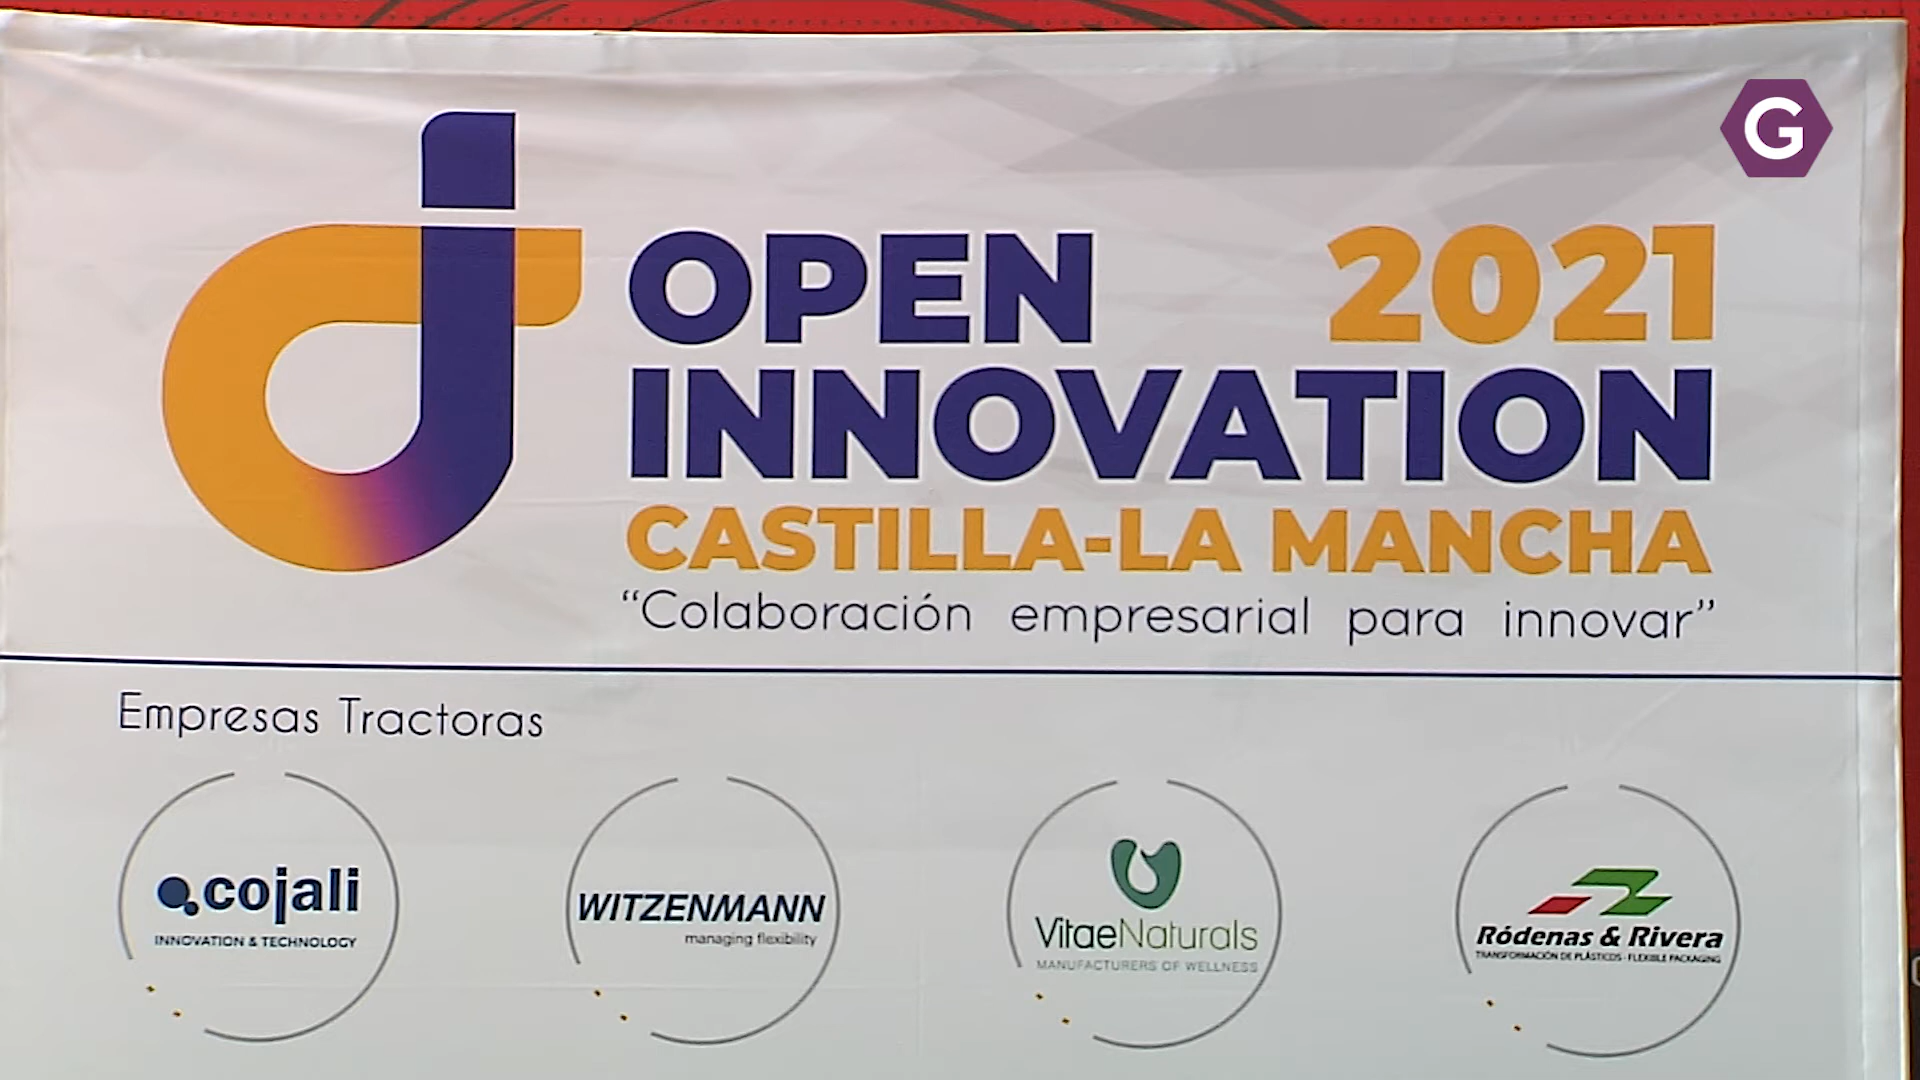 G
OPEN 2021
INNOVATION
CASTILLA-LA MANCHA
“Colaboración empresarial para innovar”
Empresas Tractoras
cojali
INNOVATION & TECHNOLOGY
WITZENMANN
managing flexibility
VitaeNaturals
MANUFACTURERS OF WELLNESS
Ródenas & Rivera
TRANSFORMACIÓN DE PLÁSTICOS - FLEXIBLE PACKAGING